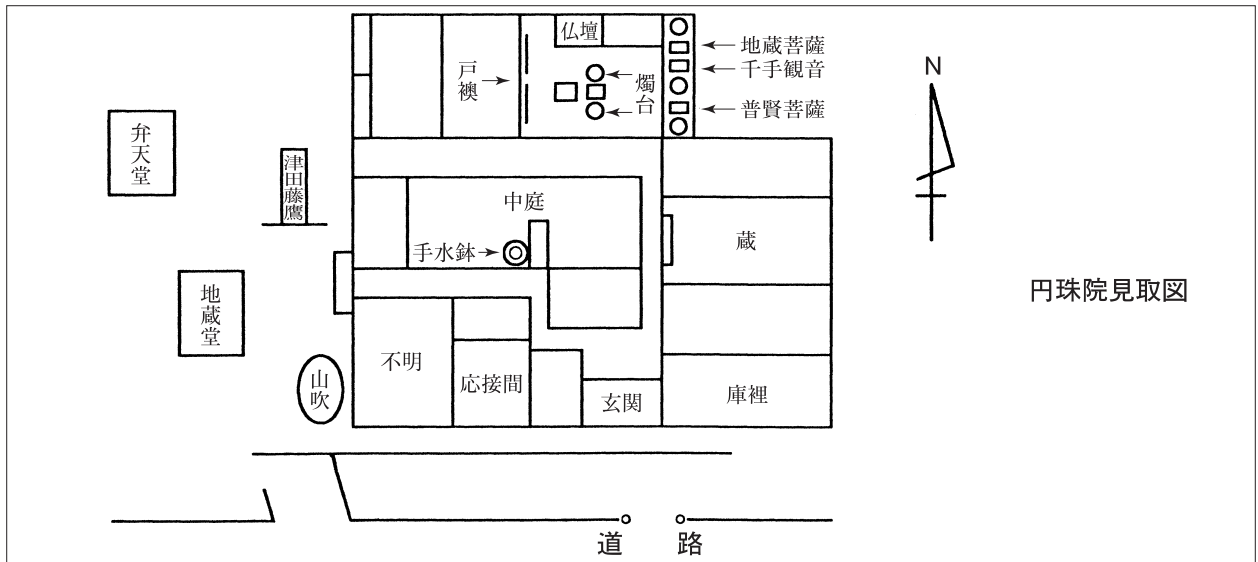 仏壇
地蔵菩薩
千手観音
普賢菩薩
戸襖
燭台
N
弁天堂
津田藤鷹
中庭
手水鉢
蔵
地蔵堂
円珠院見取図
不明
山吹
応接間
玄関
庫裡
道路